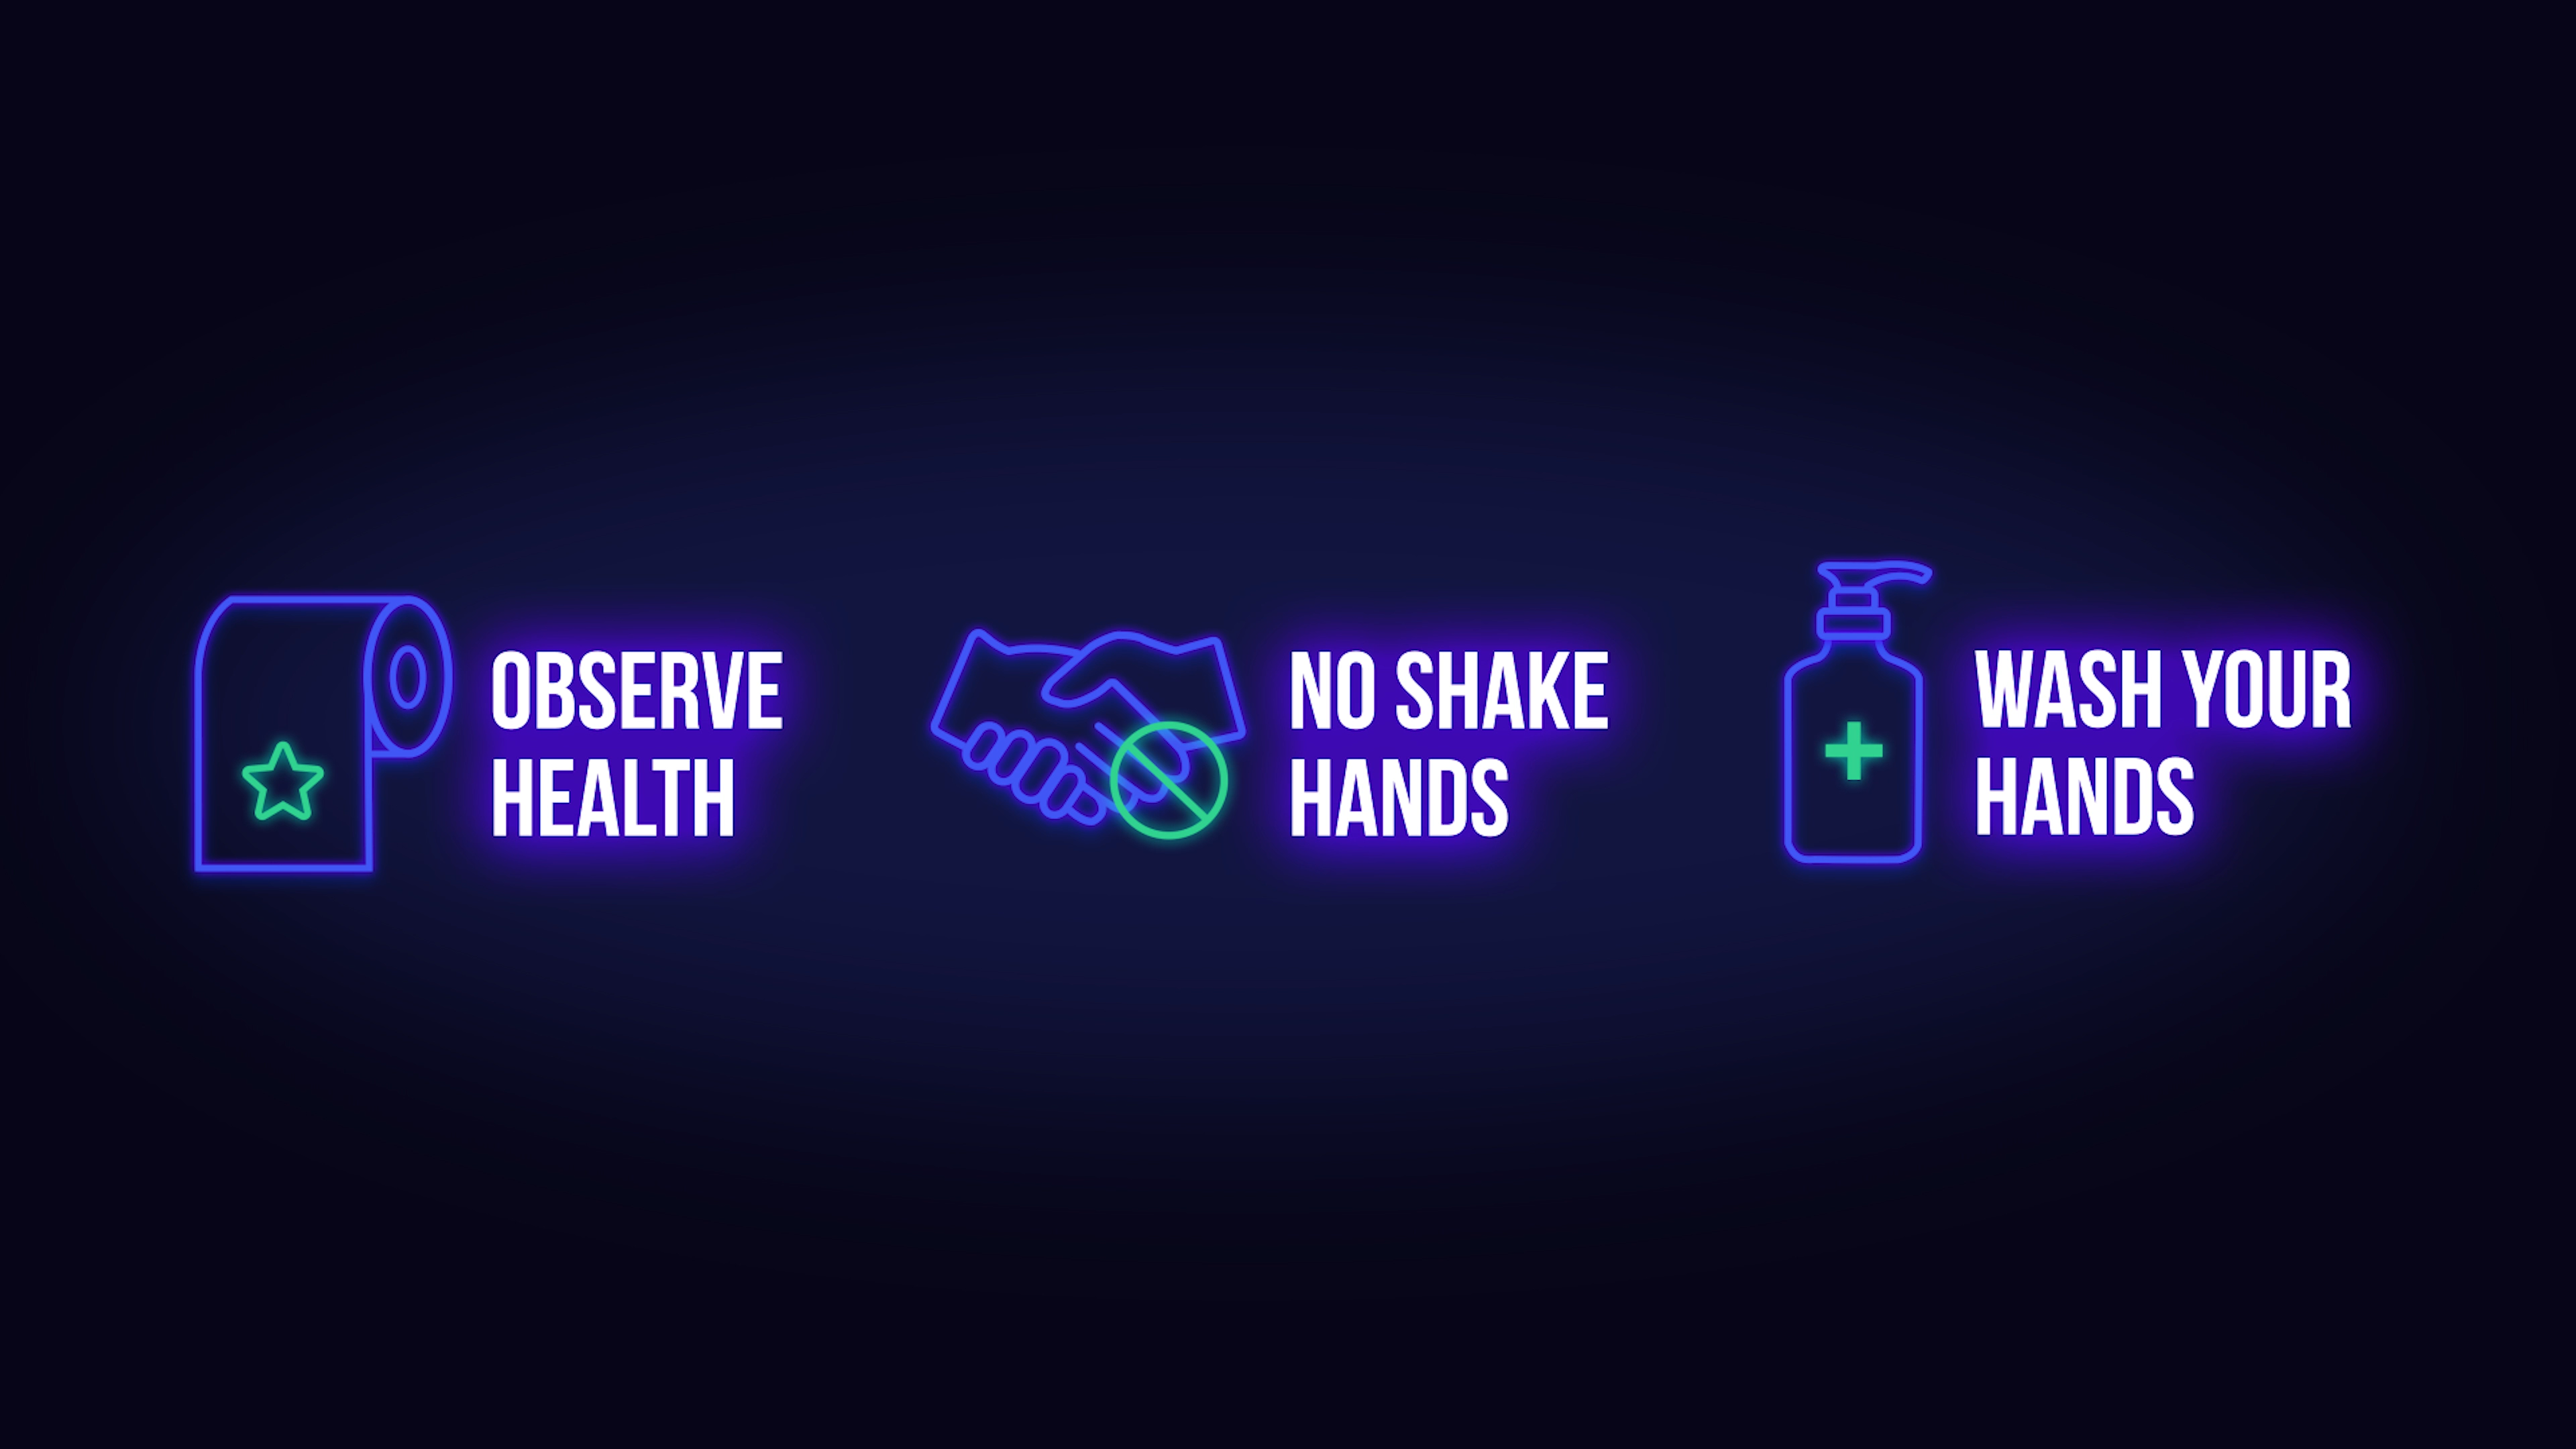 OBSERVE
HEALTH
NO SHAKE
HANDS
WASH YOUR
HANDS